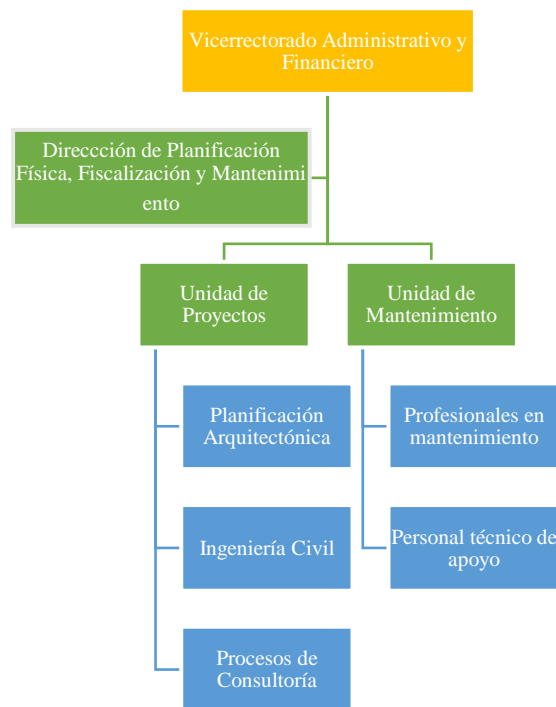 Vicerrectorado Administrativo y
Financiero
Direccción de Planificación
Física, Fiscalización y Mantenimi
ento
Unidad de
Proyectos
Unidad de
Mantenimiento
Planificación
Arquitectónica
Profesionales en
mantenimiento
Ingeniería Civil
Personal técnico de
apoyo
Procesos de
Consultoría